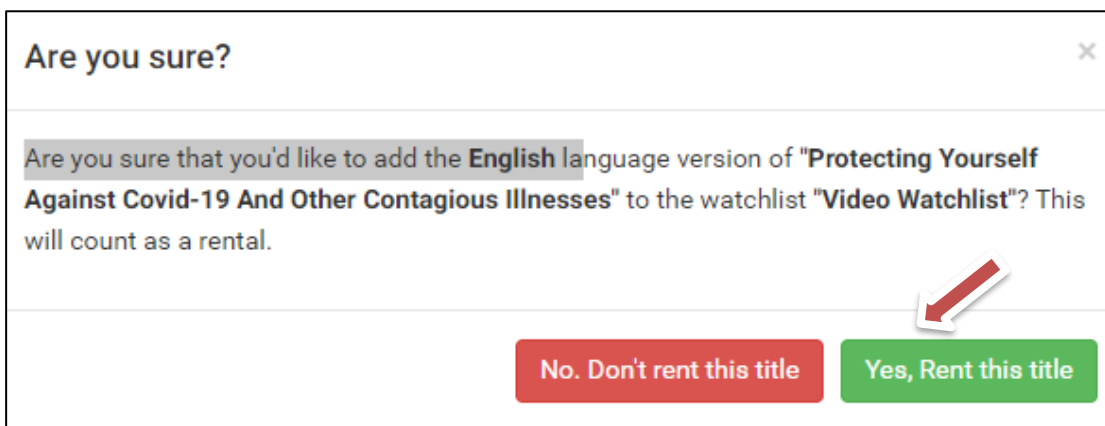 Are you sure?
×
Are you sure that you'd like to add the English language version of "Protecting Yourself
Against Covid-19 And Other Contagious Illnesses" to the watchlist "Video Watchlist"? This
will count as a rental.
No. Don't rent this title
Yes, Rent this title